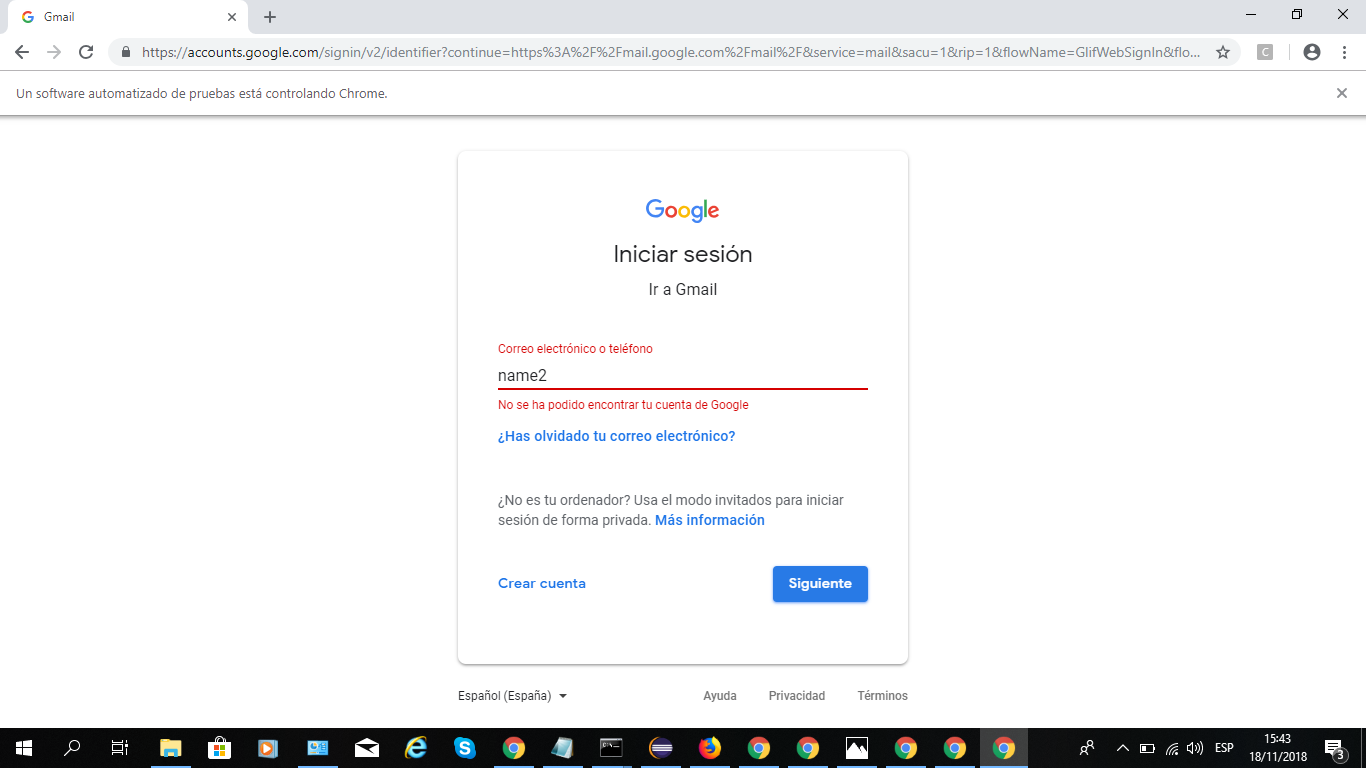 Gmail
https://accounts.google.com/signin/v2/identifier?continue=https%3A%2F%2Fmail.google.com%2Fmail%2F&service=mail&sacu=1&rip=1&flowName=GlifWebSignIn&flo...
C
Un software automatizado de pruebas está controlando Chrome.
Google
Iniciar sesión
Ir a Gmail
Correo electrónico o teléfono
name2
No se ha podido encontrar tu cuenta de Google
¿Has olvidado tu correo electrónico?
¿No es tu ordenador? Usa el modo invitados para iniciar
sesión de forma privada. Más información
Crear cuenta Siguiente
Español (España) Ayuda Privacidad Términos
ESP
15:43
18/11/2018
3